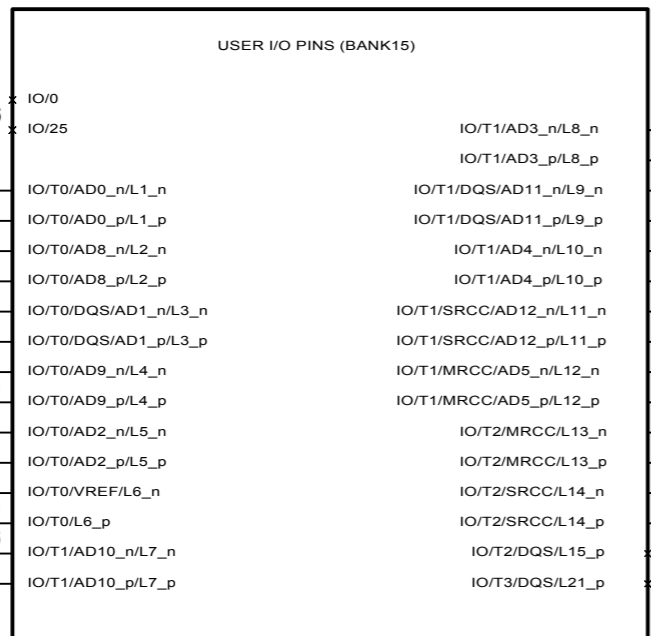 USER I/O PINS (BANK15)
IO/0
IO/25
IO/T0/AD0_n/L1_n
IO/T0/AD0_p/L1_p
IO/T0/AD8_n/L2_n
IO/T0/AD8_p/L2_p
IO/T0/DQS/AD1_n/L3_n
IO/T0/DQS/AD1_p/L3_p
IO/T0/AD9_n/L4_n
IO/T0/AD9_p/L4_p
IO/T0/AD2_n/L5_n
IO/T0/AD2_p/L5_p
IO/T0/VREF/L6_n
IO/T0/L6_p
IO/T1/AD10_n/L7_n
IO/T1/AD10_p/L7_p
IO/T1/AD3_n/L8_n
IO/T1/AD3_p/L8_p
IO/T1/DQS/AD11_n/L9_n
IO/T1/DQS/AD11_p/L9_p
IO/T1/AD4_n/L10_n
IO/T1/AD4_p/L10_p
IO/T1/SRCC/AD12_n/L11_n
IO/T1/SRCC/AD12_p/L11_p
IO/T1/MRCC/AD5_n/L12_n
IO/T1/MRCC/AD5_p/L12_p
IO/T2/MRCC/L13_n
IO/T2/MRCC/L13_p
IO/T2/SRCC/L14_n
IO/T2/SRCC/L14_p
IO/T2/DQS/L15_p
IO/T3/DQS/L21_p